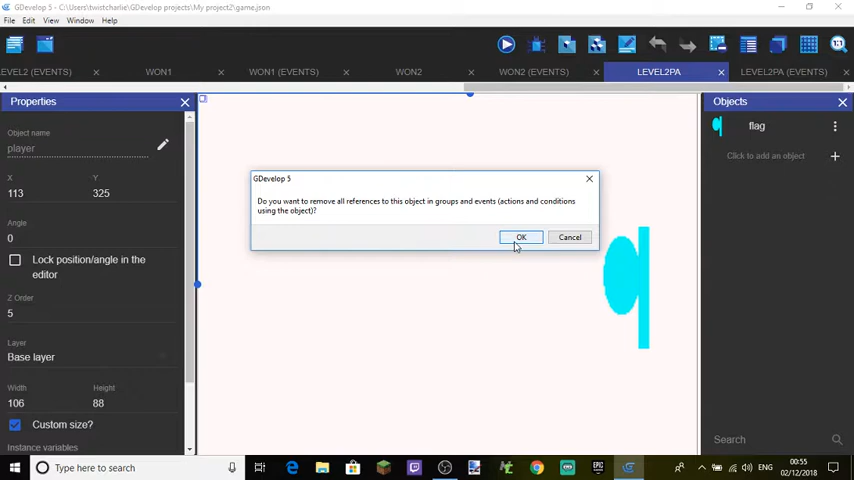 GDevelop 5 - C:\Users\twistcharlie\GDevelop projects\My project2\game.json
File Edit View Window Help
LEVEL2 (EVENTS) WON1 WON1 (EVENTS) WON2 WON2 (EVENTS) LEVEL2PA LEVEL2PA (EVENTS)
Properties
Object name
player
X Y
113 325
Angle
0
Lock position/angle in the
editor
Z Order
5
Layer
Base layer
Width Height
106 88
Custom size?
Instance variables
GDevelop 5
Do you want to remove all references to this object in groups and events (actions and conditions
using the object)?
OK Cancel
Objects
flag
Click to add an object
Search
1:1
Type here to search
EPIC
ENG
00:55
02/12/2018